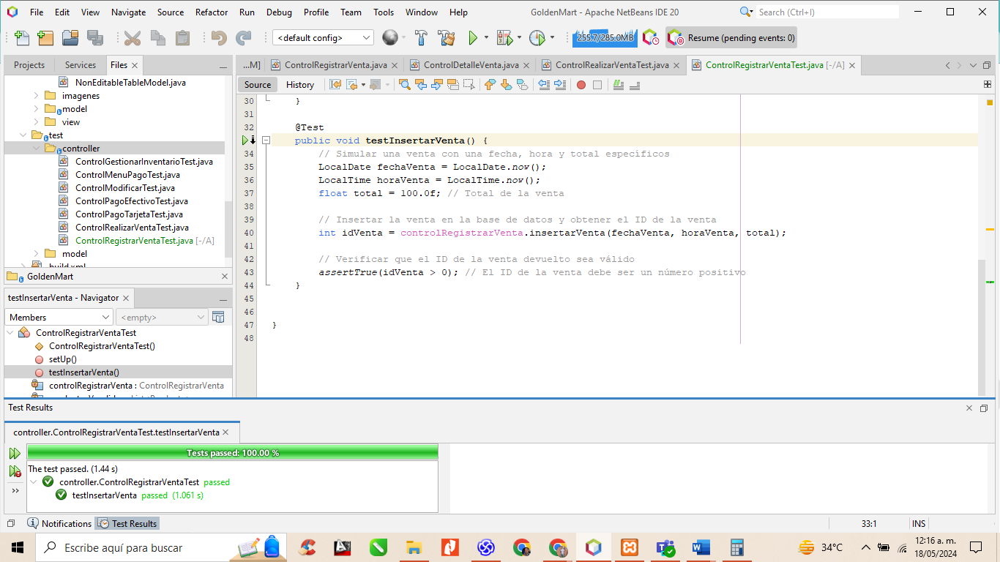 File Edit View Navigate Source Refactor Run Debug Profile Team Tools Window Help GoldenMart - Apache NetBeans IDE 20 Search (Ctrl+I)
<default config> 255.7/285.0MB Resume (pending events: 0)
Projects Services Files
...M] ControlRegistrarVenta.java ControlDetalleVenta.java ControlRealizarVentaTest.java ControlRegistrarVentaTest.java [-/A]
Source History
NonEditableTableModel.java
imagenes
model
view
test
controller
ControlGestionarInventarioTest.java
ControlMenuPagoTest.java
ControlModificarTest.java
ControlPagoEfectivoTest.java
ControlPagoTarjetaTest.java
ControlRealizarVentaTest.java
ControlRegistrarVentaTest.java [-/A]
model
build.xml
GoldenMart
testInsertarVenta - Navigator
Members <empty>
ControlRegistrarVentaTest
ControlRegistrarVentaTest()
setUp()
testInsertarVenta()
controlRegistrarVenta : ControlRegistrarVenta
30 }
31
32 @Test
public void testInsertarVenta() {
34 // Simular una venta con una fecha, hora y total específicos
35 LocalDate fechaVenta = LocalDate.now();
36 LocalTime horaVenta = LocalTime.now();
37 float total = 100.0f; // Total de la venta
38
39 // Insertar la venta en la base de datos y obtener el ID de la venta
40 int idVenta = controlRegistrarVenta.insertarVenta(fechaVenta, horaVenta, total);
41
42 // Verificar que el ID de la venta devuelto sea válido
43 assertTrue(idVenta > 0); // El ID de la venta debe ser un número positivo
44 }
45
46
47 }
48
Test Results
controller.ControlRegistrarVentaTest.testInsertarVenta
Tests passed: 100.00 %
The test passed. (1.44 s)
controller.ControlRegistrarVentaTest passed
testInsertarVenta passed (1.061 s)
Notifications Test Results 33:1 INS
Escribe aquí para buscar 34°C 12:16 a. m.
18/05/2024